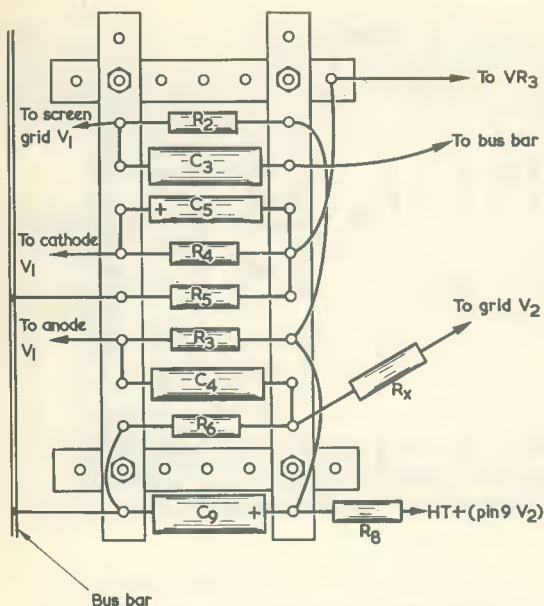 To VR3
To screen
grid V1
R2
C3
To bus bar
C5
+
To cathode
V1
R4
R5
To anode
V1
R3
To grid V2
C4
Rx
R6
C9 +
HT+(pin 9 V2)
R8
Bus bar